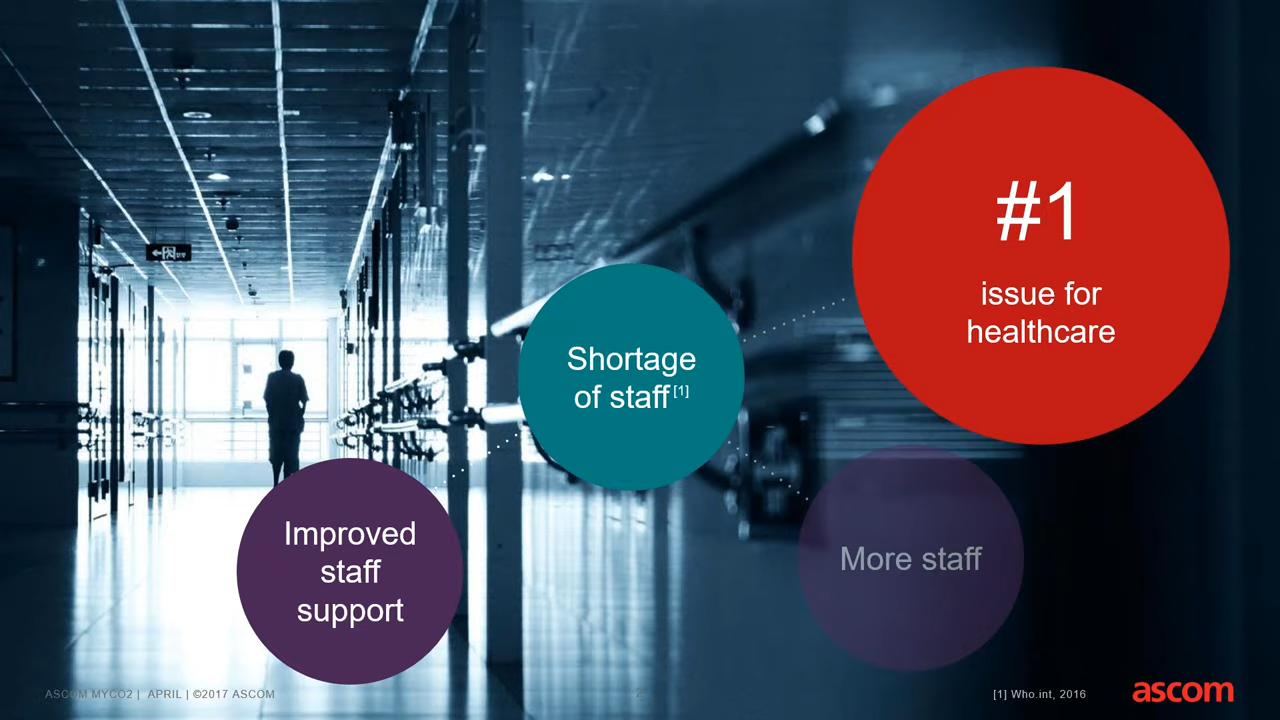 #1
issue for
healthcare
Shortage
of staff [1]
Improved
staff
support
More staff
ASCOM MYCO2 | APRIL | ©2017 ASCOM
[1] Who.int, 2016
ascom